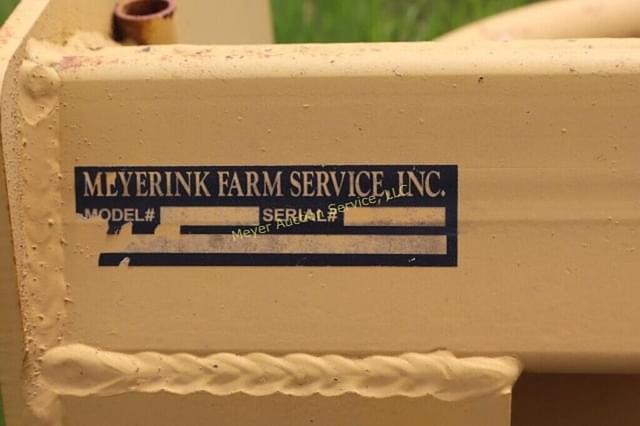 MEYERINK FARM SERVICE, INC.
MODEL# SERIAL#
Meyer Auction Service, LLC